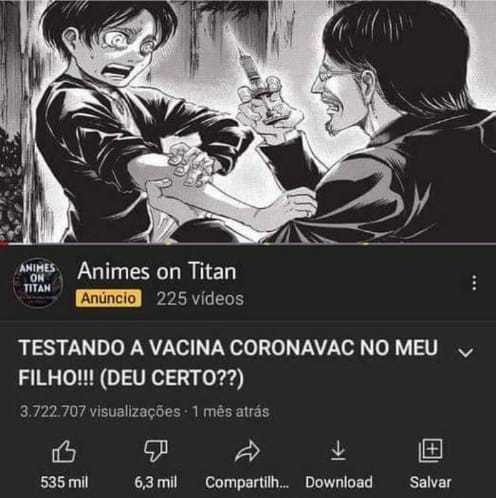 ANIMES
ON
TITAN
Animes on Titan
Anúncio 225 vídeos
TESTANDO A VACINA CORONAVAC NO MEU
FILHO!!! (DEU CERTO??)
3.722.707 visualizações · 1 mês atrás
535 mil 6,3 mil Compartilh... Download Salvar